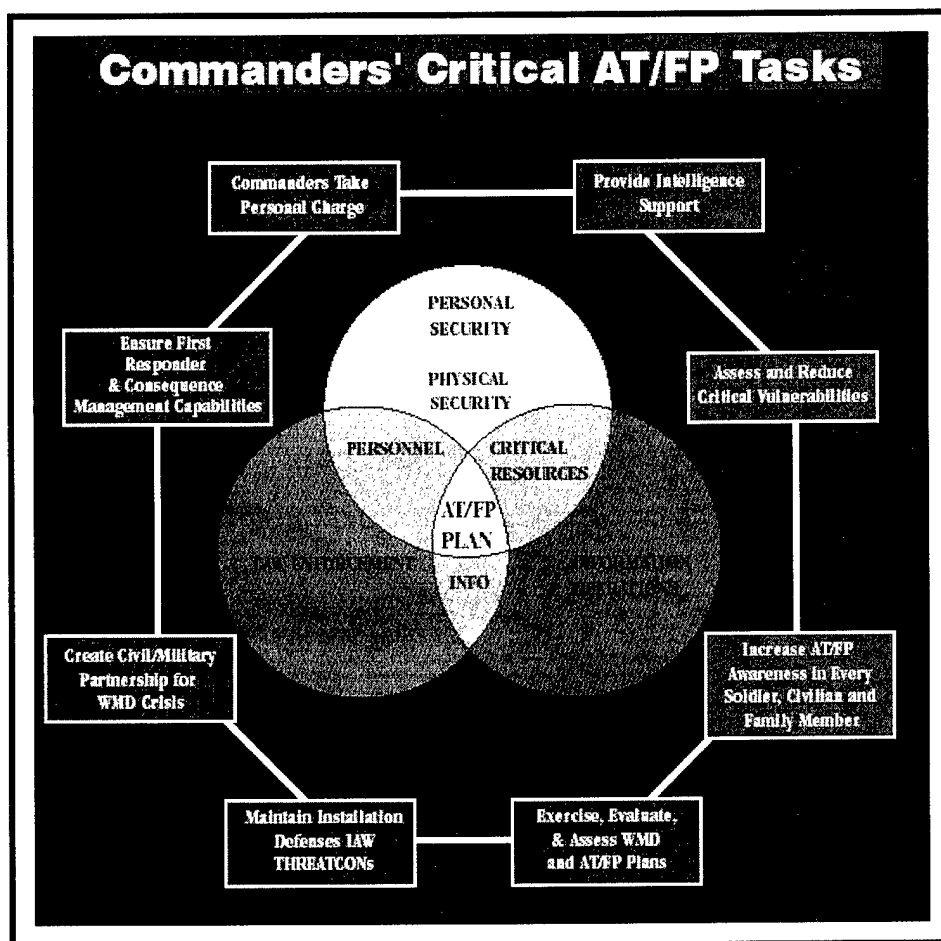 Commanders' Critical AT/FP Tasks
Commanders Take
Personal Charge
Provide Intelligence
Support
PERSONAL
SECURITY
Ensure First
Responder
& Consequence
Management Capabilities
PHYSICAL
SECURITY
Assess and Reduce
Critical Vulnerabilities
PERSONNEL
CRITICAL
RESOURCES
AT/FP
PLAN
LAW ENFORCEMENT
INFORMATION
INFO
Create Civil/Military
Partnership for
WMD Crisis
Increase AT/FP
Awareness in Every
Soldier, Civilian and
Family Member
Maintain Installation
Defenses IAW
THREATCONs
Exercise, Evaluate,
& Assess WMD
and AT/FP Plans